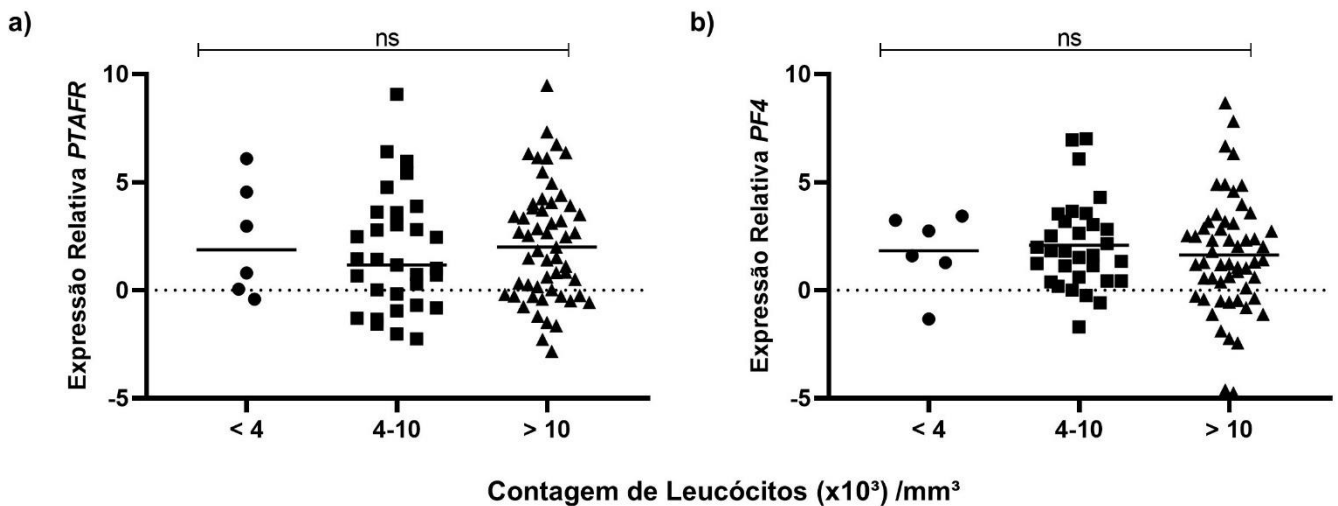 a)
ns
Expressão Relativa PTAFR
10
5
0
-5
< 4
4-10
> 10
b)
ns
Expressão Relativa PF4
10
5
0
-5
< 4
4-10
> 10
Contagem de Leucócitos (x10³) /mm³